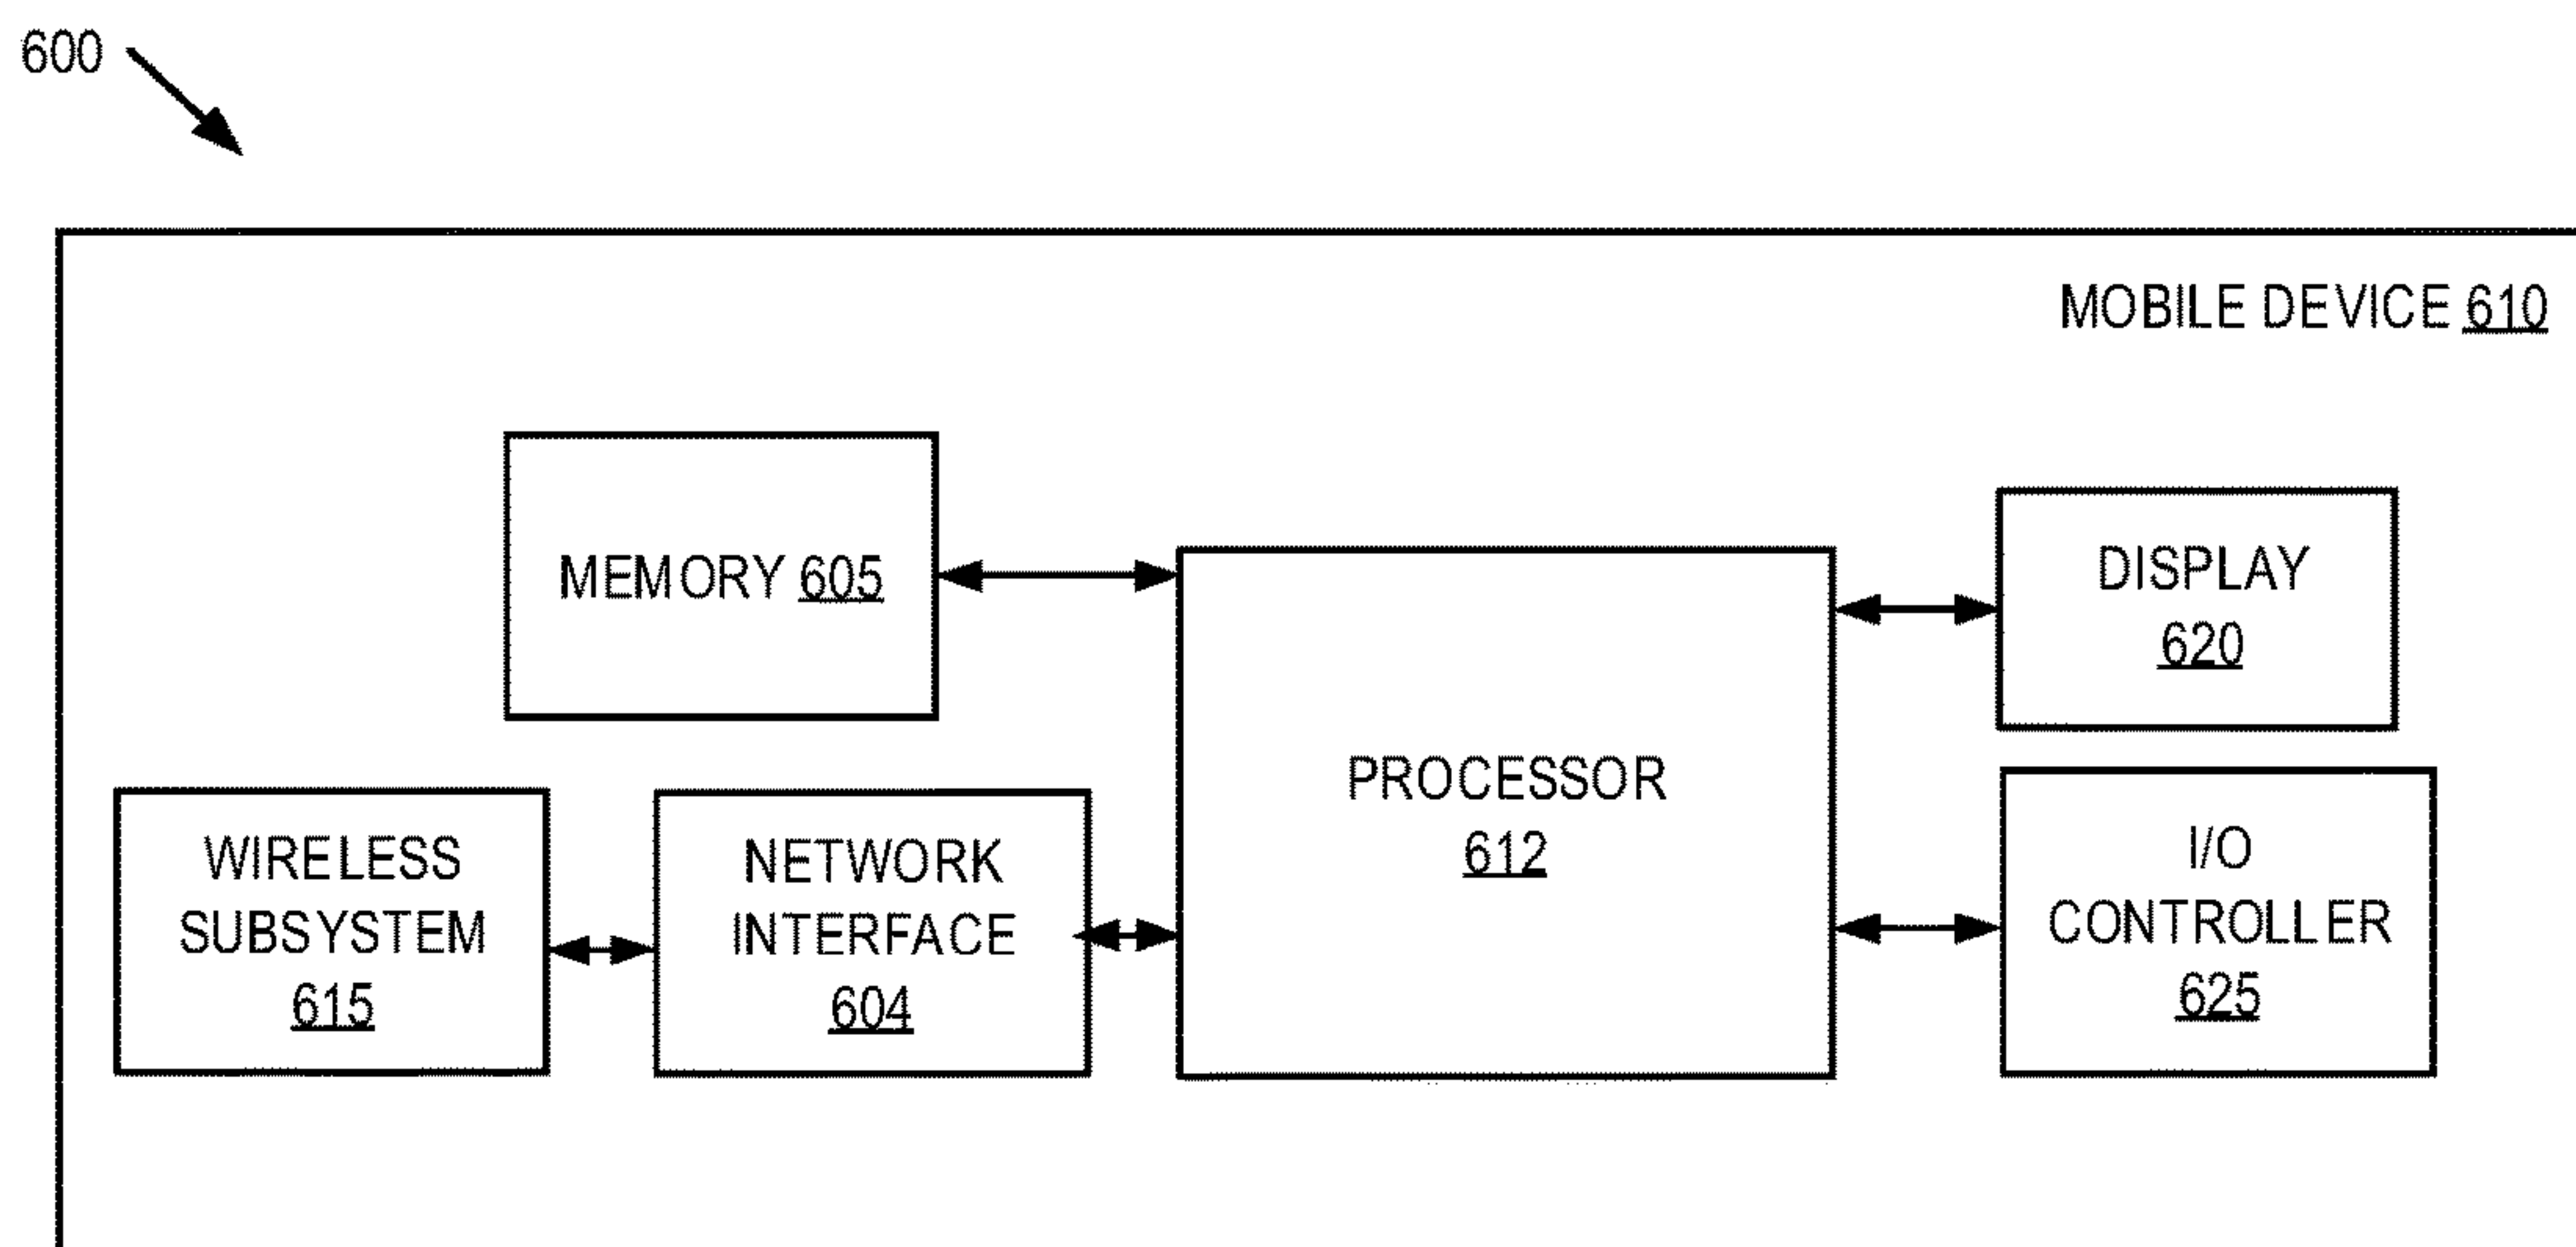 600
MOBILE DEVICE 610
MEMORY 605
DISPLAY
620
PROCESSOR
612
WIRELESS
SUBSYSTEM
615
NETWORK
INTERFACE
604
I/O
CONTROLLER
625